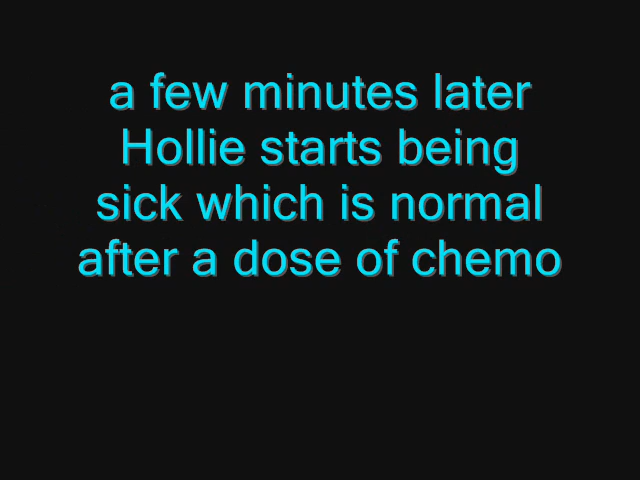 a few minutes later
Hollie starts being
sick which is normal
after a dose of chemo